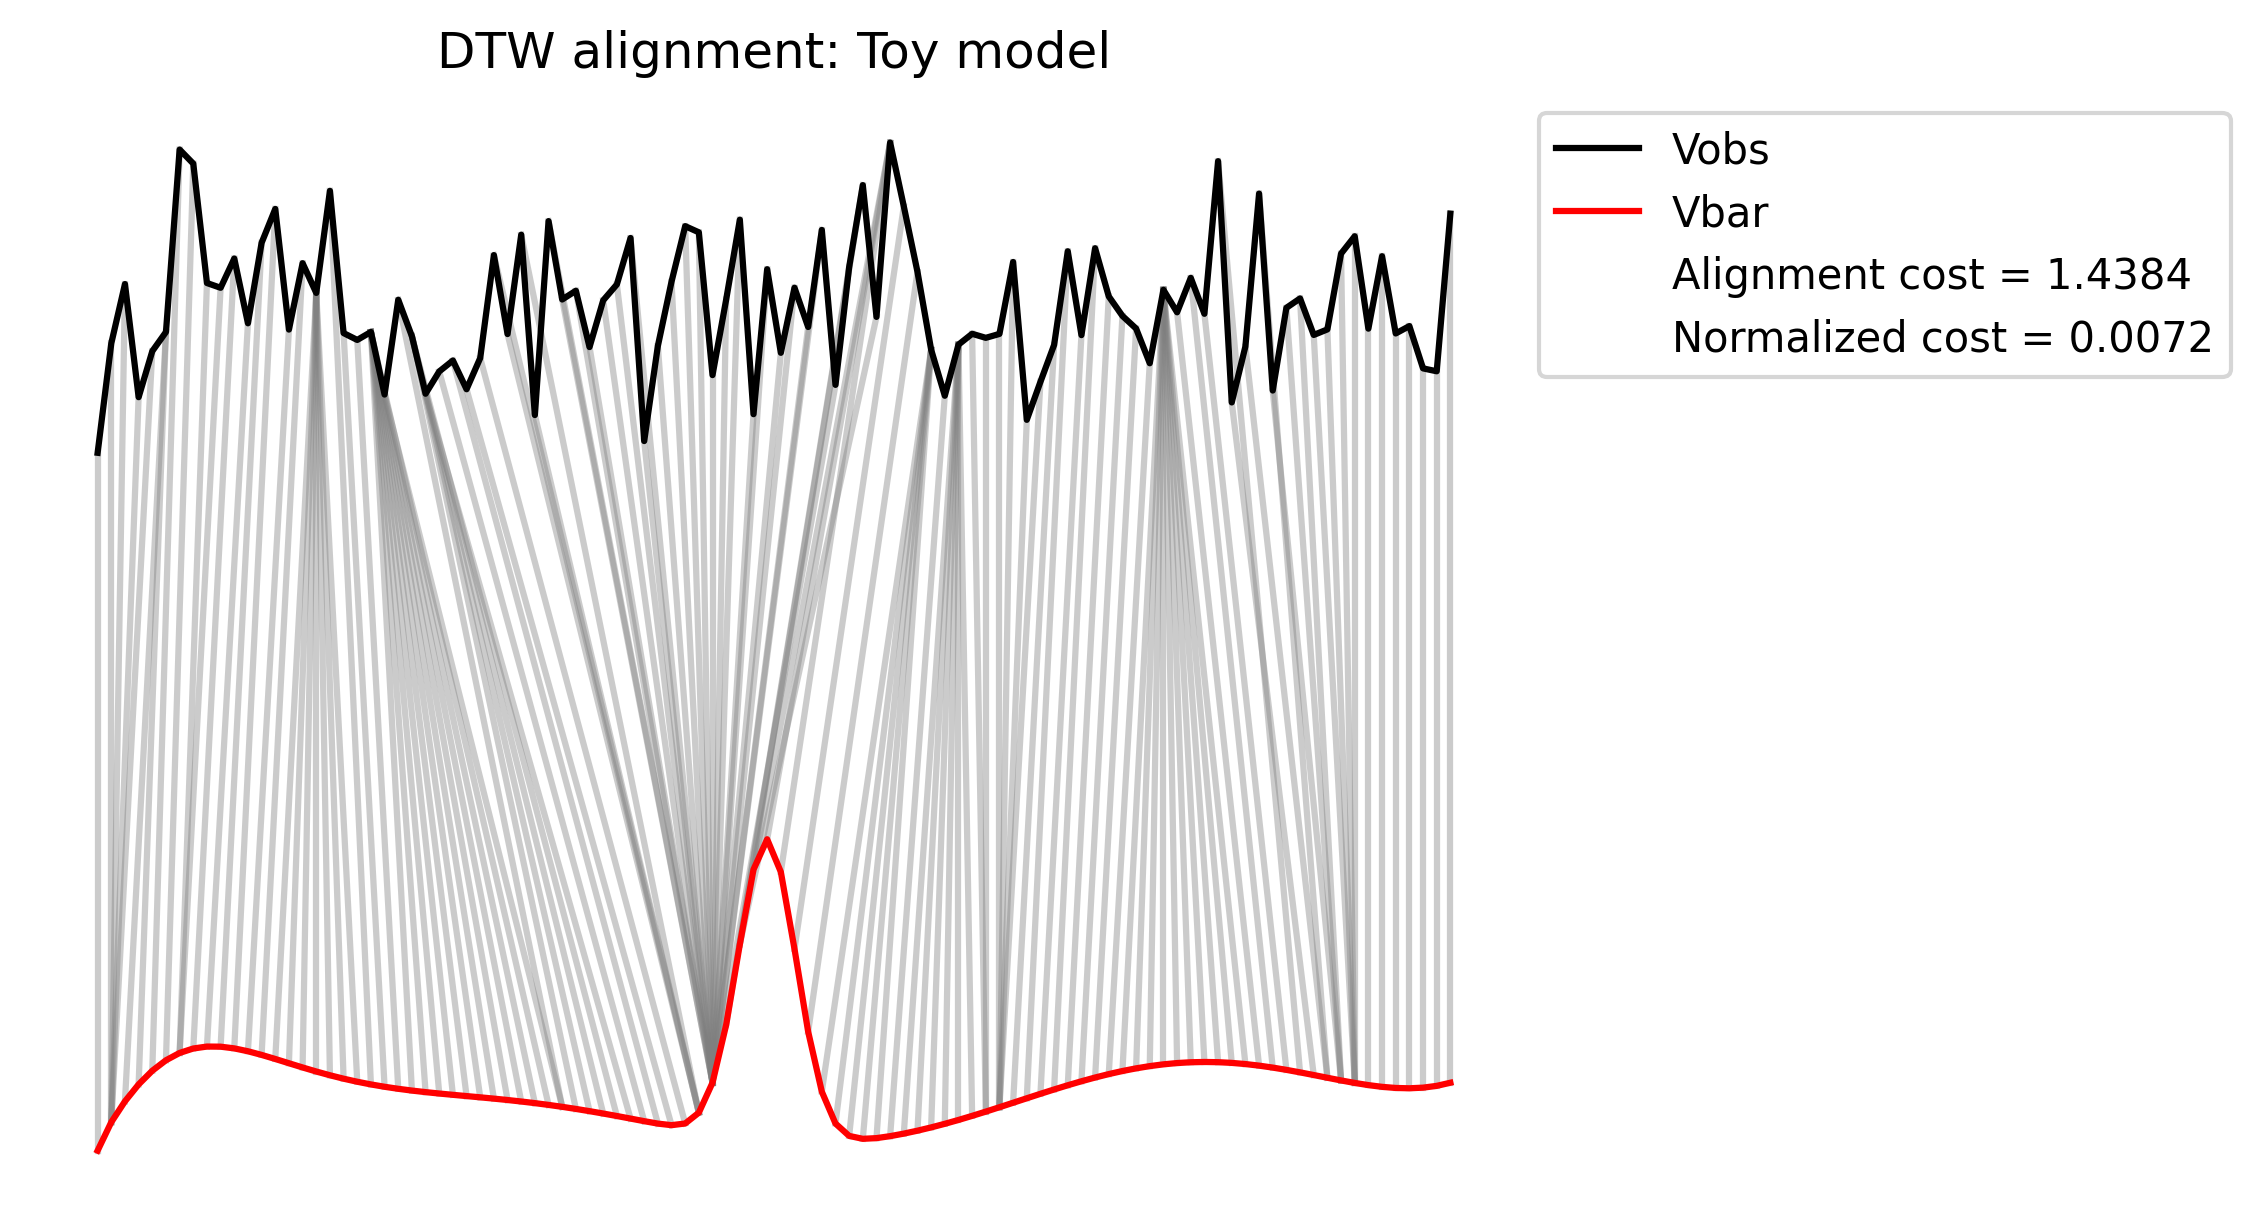 DTW alignment: Toy model
Vobs
Vbar
Alignment cost = 1.4384
Normalized cost = 0.0072